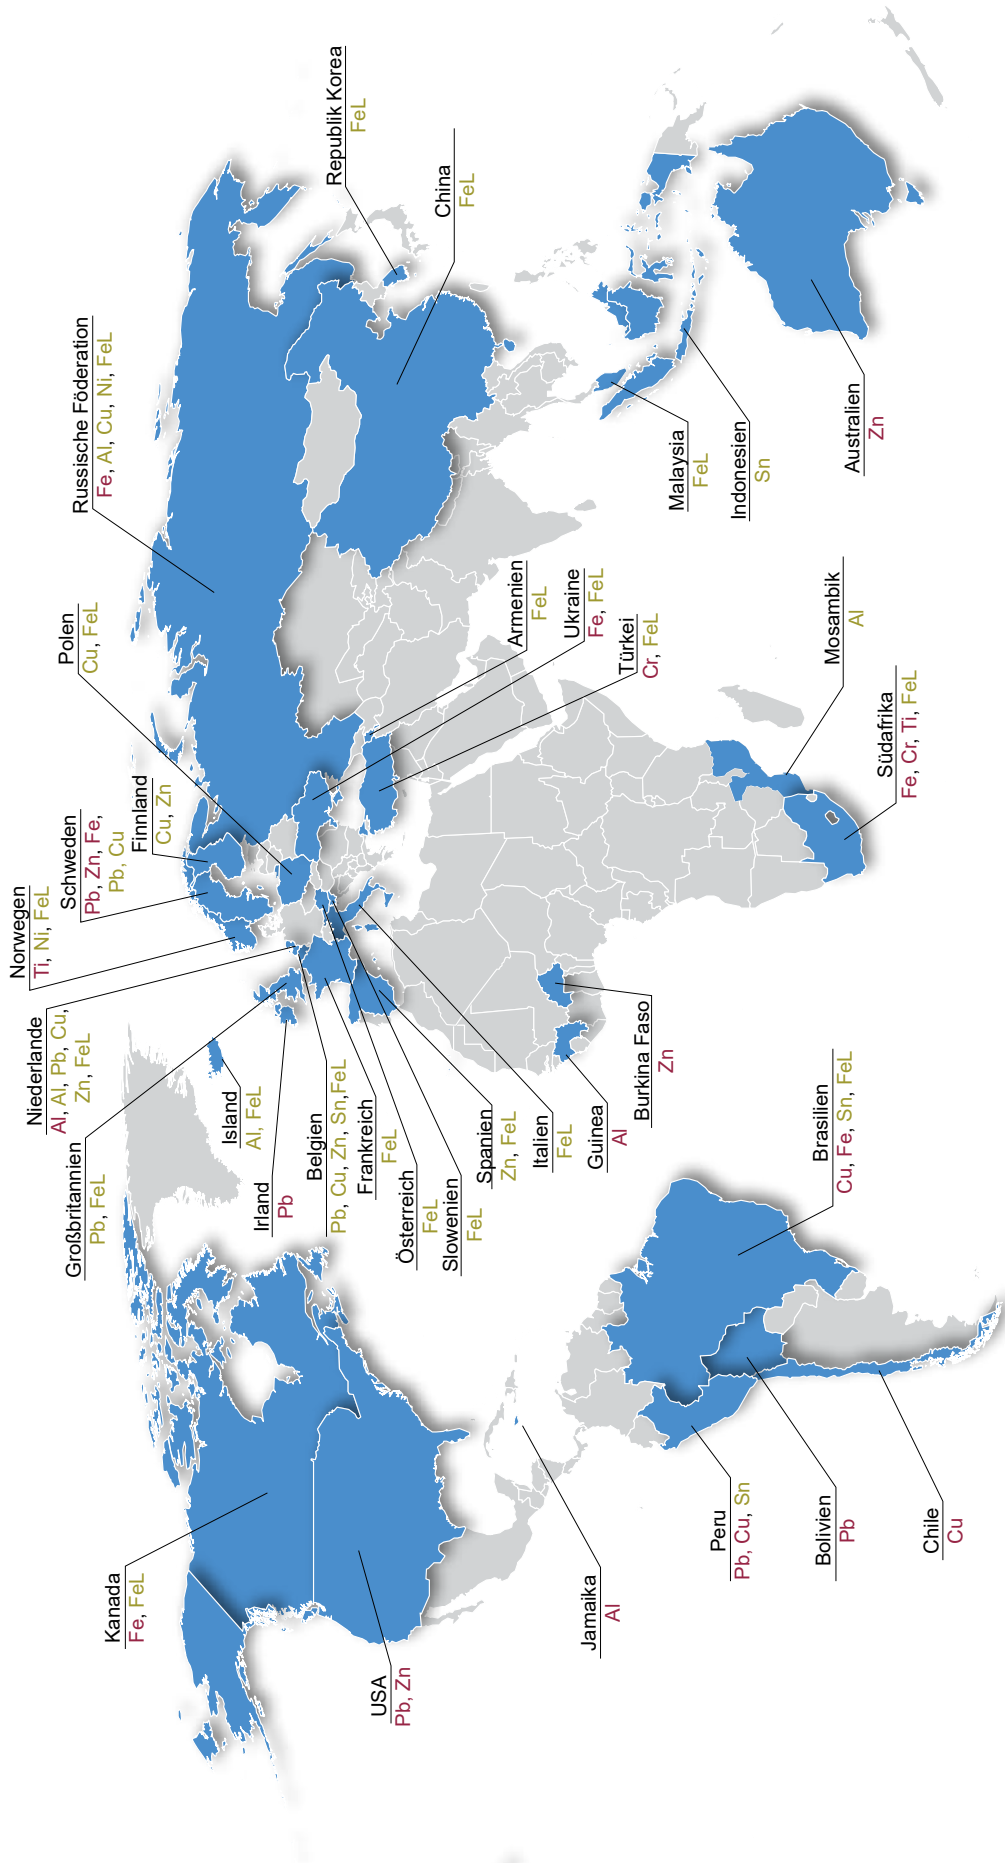 Kanada
Fe, FeL
USA
Pb, Zn
Jamaika
Al
Peru
Pb, Cu, Sn
Bolivien
Pb
Chile
Cu
Brasilien
Cu, Fe, Sn, FeL
Großbritannien
Pb, FeL
Niederlande
Al, Al, Pb, Cu,
Zn, FeL
Norwegen
Ti, Ni, FeL
Schweden
Pb, Zn, Fe,
Pb, Cu
Finnland
Cu, Zn
Polen
Cu, FeL
Russische Föderation
Fe, Al, Cu, Ni, FeL
Island
Al, FeL
Irland
Pb
Belgien
Pb, Cu, Zn, Sn,FeL
Frankreich
FeL
Österreich
FeL
Slowenien
FeL
Spanien
Zn, FeL
Italien
FeL
Guinea
Al
Burkina Faso
Zn
Armenien
FeL
Ukraine
Fe, FeL
Türkei
Cr, FeL
Mosambik
Al
Südafrika
Fe, Cr, Ti, FeL
Republik Korea
FeL
China
FeL
Malaysia
FeL
Indonesien
Sn
Australien
Zn